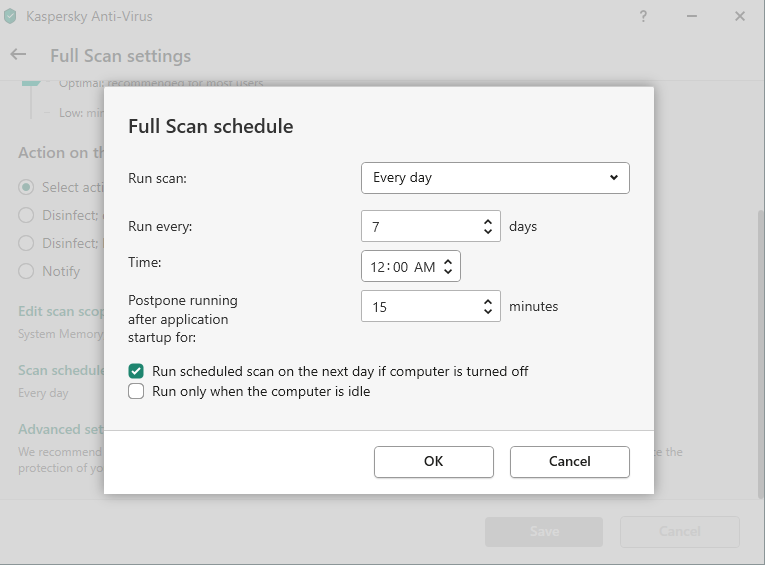 Kaspersky Anti-Virus
?
Full Scan settings
Optimal: recommended for most users
Low: min
Full Scan schedule
Action on th
Run scan: Every day
Select acti
Disinfect;
Run every: 7 days
Disinfect;
Time: 12:00 AM
Notify
Postpone running
after application
startup for:
15 minutes
Edit scan scop
System Memory,
Scan schedule
Every day
Run scheduled scan on the next day if computer is turned off
Run only when the computer is idle
Advanced set
We recommend
the
protection of yo
OK Cancel
Save Cancel